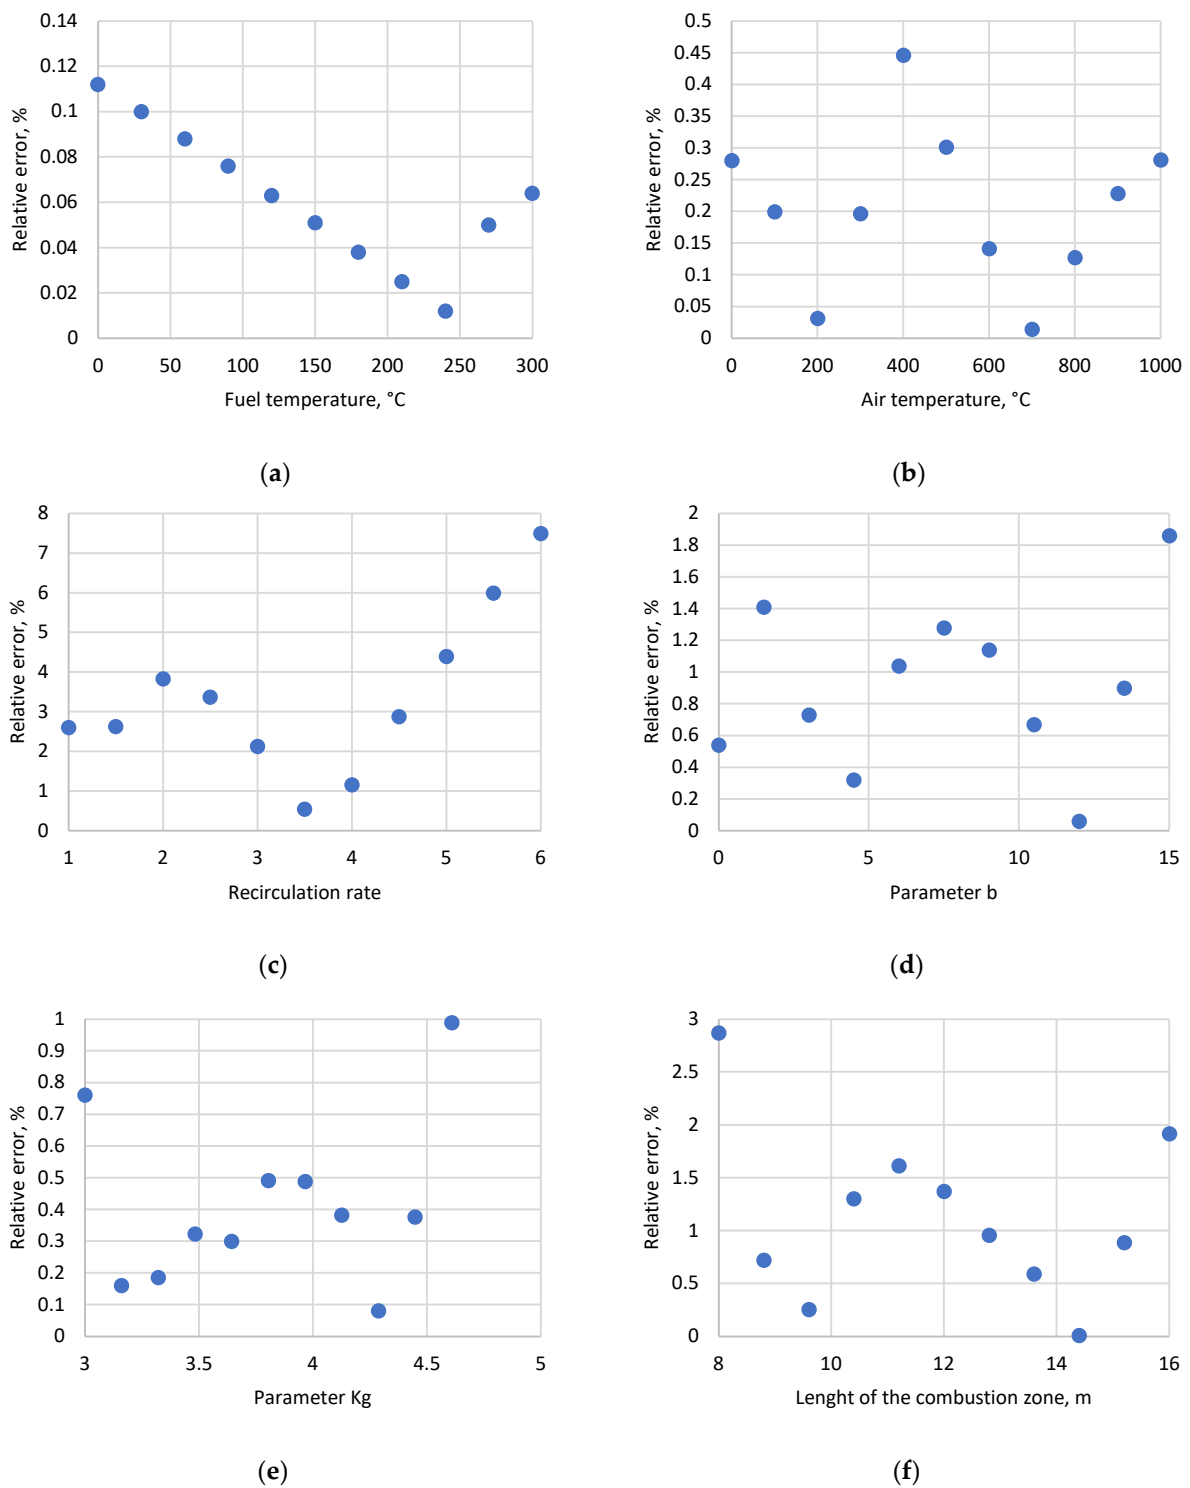 0.14
0.12
0.1
0.08
0.06
0.04
0.02
0
Relative error, %
0 50 100 150 200 250 300
Fuel temperature, °C
(a)
0.5
0.45
0.4
0.35
0.3
0.25
0.2
0.15
0.1
0.05
0
Relative error, %
0 200 400 600 800 1000
Air temperature, °C
(b)
8
7
6
5
4
3
2
1
0
Relative error, %
1 2 3 4 5 6
Recirculation rate
(c)
2
1.8
1.6
1.4
1.2
1
0.8
0.6
0.4
0.2
0
Relative error, %
0 5 10 15
Parameter b
(d)
1
0.9
0.8
0.7
0.6
0.5
0.4
0.3
0.2
0.1
0
Relative error, %
3 3.5 4 4.5 5
Parameter Kg
(e)
3
2.5
2
1.5
1
0.5
0
Relative error, %
8 10 12 14 16
Lenght of the combustion zone, m
(f)